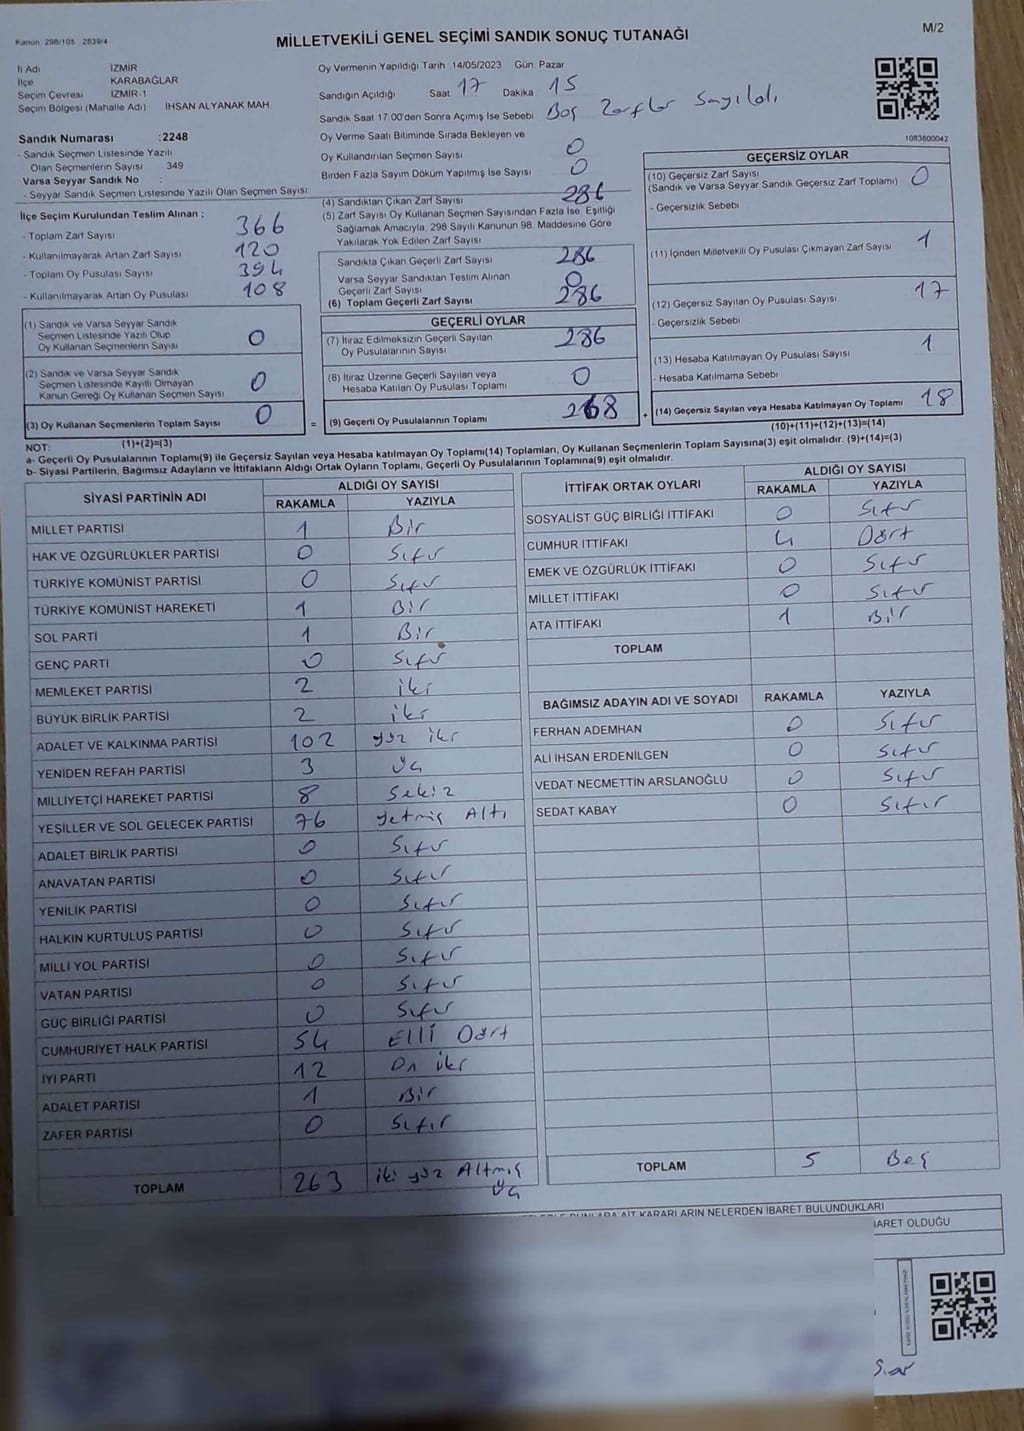 Kanun: 298/105 2839/4
MİLLETVEKİLİ GENEL SEÇİMİ SANDIK SONUÇ TUTANAĞI
M/2
İl Adı İZMİR
İlçe KARABAĞLAR
Seçim Çevresi İZMİR-1
Seçim Bölgesi (Mahalle Adı) İHSAN ALYANAK MAH
Sandık Numarası :2248
- Sandık Seçmen Listesinde Yazılı
Olan Seçmenlerin Sayısı 349
Varsa Seyyar Sandık No :
- Seyyar Sandık Seçmen Listesinde Yazılı Olan Seçmen Sayısı:
İlçe Seçim Kurulundan Teslim Alınan ;
- Toplam Zarf Sayısı 366
- Kullanılmayarak Artan Zarf Sayısı 120
- Toplam Oy Pusulası Sayısı 394
- Kullanılmayarak Artan Oy Pusulası 108
(1) Sandık ve Varsa Seyyar Sandık
Seçmen Listesinde Yazılı Olup
Oy Kullanan Seçmenlerin Sayısı 0
(2) Sandık ve Varsa Seyyar Sandık
Seçmen Listesinde Kayıtlı Olmayan
Kanun Gereği Oy Kullanan Seçmen Sayısı 0
(3) Oy Kullanan Seçmenlerin Toplam Sayısı 0
(1)+(2)=(3)
Oy Vermenin Yapıldığı Tarih 14/05/2023 Gün Pazar
Sandığın Açıldığı Saat 17 Dakika 15
Sandık Saat 17:00'den Sonra Açımış İse Sebebi Boş Zarflar Sayıldı
Oy Verme Saati Bitiminde Sırada Bekleyen ve
Oy Kullandırılan Seçmen Sayısı 0
Birden Fazla Sayım Döküm Yapılmış İse Sayısı 0
(4) Sandıktan Çıkan Zarf Sayısı 286
(5) Zarf Sayısı Oy Kullanan Seçmen Sayısından Fazla İse, Eşitliği
Sağlamak Amacıyla, 298 Sayılı Kanunun 98. Maddesine Göre
Yakılarak Yok Edilen Zarf Sayısı
Sandıkta Çıkan Geçerli Zarf Sayısı 286
Varsa Seyyar Sandıktan Teslim Alınan
Geçerli Zarf Sayısı 0
(6) Toplam Geçerli Zarf Sayısı 286
GEÇERLİ OYLAR
(7) İtiraz Edilmeksizin Geçerli Sayılan
Oy Pusulalarının Sayısı 286
(8) İtiraz Üzerine Geçerli Sayılan veya
Hesaba Katılan Oy Pusulası Toplamı 0
= (9) Geçerli Oy Pusulalarının Toplamı 268 +
1083800042
GEÇERSİZ OYLAR
(10) Geçersiz Zarf Sayısı
(Sandık ve Varsa Seyyar Sandık Geçersiz Zarf Toplamı) 0
- Geçersizlik Sebebi
(11) İçinden Milletvekili Oy Pusulası Çıkmayan Zarf Sayısı 1
(12) Geçersiz Sayılan Oy Pusulası Sayısı 17
- Geçersizlik Sebebi
(13) Hesaba Katılmayan Oy Pusulası Sayısı 1
- Hesaba Katılmama Sebebi
(14) Geçersiz Sayılan veya Hesaba Katılmayan Oy Toplamı 18
(10)+(11)+(12)+(13)=(14)
NOT:
a- Geçerli Oy Pusulalarının Toplamı(9) ile Geçersiz Sayılan veya Hesaba katılmayan Oy Toplamı(14) Toplamları, Oy Kullanan Seçmenlerin Toplam Sayısına(3) eşit olmalıdır. (9)+(14)=(3)
b- Siyasi Partilerin, Bağımsız Adayların ve İttifakların Aldığı Ortak Oyların Toplamı, Geçerli Oy Pusulalarının Toplamına(9) eşit olmalıdır.
SİYASİ PARTİNİN ADI ALDIĞI OY SAYISI
RAKAMLA YAZIYLA
MİLLET PARTİSİ 1 Bir
HAK VE ÖZGÜRLÜKLER PARTİSİ 0 Sıfır
TÜRKİYE KOMÜNİST PARTİSİ 0 Sıfır
TÜRKİYE KOMÜNİST HAREKETİ 1 Bir
SOL PARTİ 1 Bir
GENÇ PARTİ 0 Sıfır
MEMLEKET PARTİSİ 2 iki
BÜYÜK BİRLİK PARTİSİ 2 iki
ADALET VE KALKINMA PARTİSİ 102 yüz iki
YENİDEN REFAH PARTİSİ 3 üç
MİLLİYETÇİ HAREKET PARTİSİ 8 Sekiz
YEŞİLLER VE SOL GELECEK PARTİSİ 76 yetmiş Altı
ADALET BİRLİK PARTİSİ 0 Sıfır
ANAVATAN PARTİSİ 0 Sıfır
YENİLİK PARTİSİ 0 Sıfır
HALKIN KURTULUŞ PARTİSİ 0 Sıfır
MİLLİ YOL PARTİSİ 0 Sıfır
VATAN PARTİSİ 0 Sıfır
GÜÇ BİRLİĞİ PARTİSİ 0 Sıfır
CUMHURİYET HALK PARTİSİ 54 Elli Dört
İYİ PARTİ 12 On iki
ADALET PARTİSİ 1 Bir
ZAFER PARTİSİ 0 Sıfır
TOPLAM 263 iki yüz Altmış
üç
İTTİFAK ORTAK OYLARI ALDIĞI OY SAYISI
RAKAMLA YAZIYLA
SOSYALİST GÜÇ BİRLİĞİ İTTİFAKI 0 Sıfır
CUMHUR İTTİFAKI 4 Dört
EMEK VE ÖZGÜRLÜK İTTİFAKI 0 Sıfır
MİLLET İTTİFAKI 0 Sıfır
ATA İTTİFAKI 1 Bir
TOPLAM
BAĞIMSIZ ADAYIN ADI VE SOYADI RAKAMLA YAZIYLA
FERHAN ADEMHAN 0 Sıfır
ALİ İHSAN ERDENİLGEN 0 Sıfır
VEDAT NECMETTİN ARSLANOĞLU 0 Sıfır
SEDAT KABAY 0 Sıfır
TOPLAM 5 Beş
BUNLARA AİT KARARLARIN NELERDEN İBARET BULUNDUKLARI
İBARET OLDUĞU